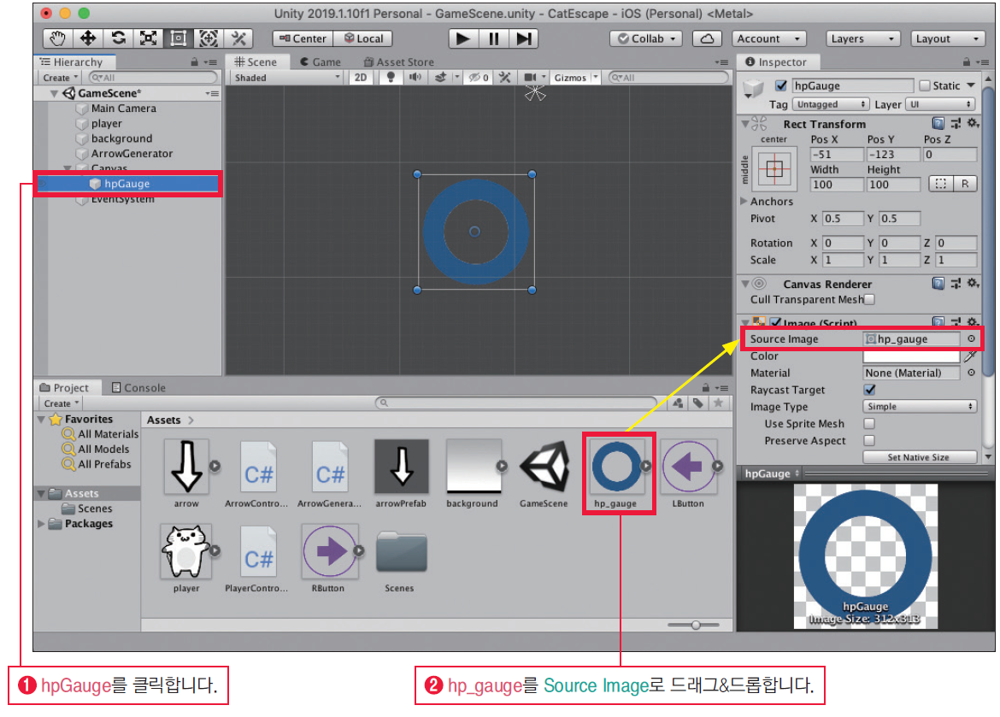 Unity 2019.1.10f1 Personal - GameScene.unity - CatEscape - iOS (Personal) <Metal>
Center Local Collab Account Layers Layout
Hierarchy
Create All
GameScene*
Main Camera
player
background
ArrowGenerator
Canvas
hpGauge
EventSystem
Scene Game Asset Store
Shaded 2D 0 Gizmos All
Inspector
hpGauge Static
Tag Untagged Layer UI
Rect Transform
center Pos X Pos Y Pos Z
middle -51 -123 0
Width Height
100 100 R
Anchors
Pivot X 0.5 Y 0.5
Rotation X 0 Y 0 Z 0
Scale X 1 Y 1 Z 1
Canvas Renderer
Cull Transparent Mesh
Image (Script)
Source Image hp_gauge
Color
Material None (Material)
Raycast Target
Image Type Simple
Use Sprite Mesh
Preserve Aspect
Set Native Size
hpGauge
hpGauge
Image Size: 312x313
Project Console
Create
Favorites
All Materials
All Models
All Prefabs
Assets
Scenes
Packages
Assets >
C# C#
arrow ArrowContro... ArrowGenera... arrowPrefab background GameScene hp_gauge LButton
C#
player PlayerContro... RButton Scenes
1 hpGauge를 클릭합니다.
2 hp_gauge를 Source Image로 드래그&드롭합니다.